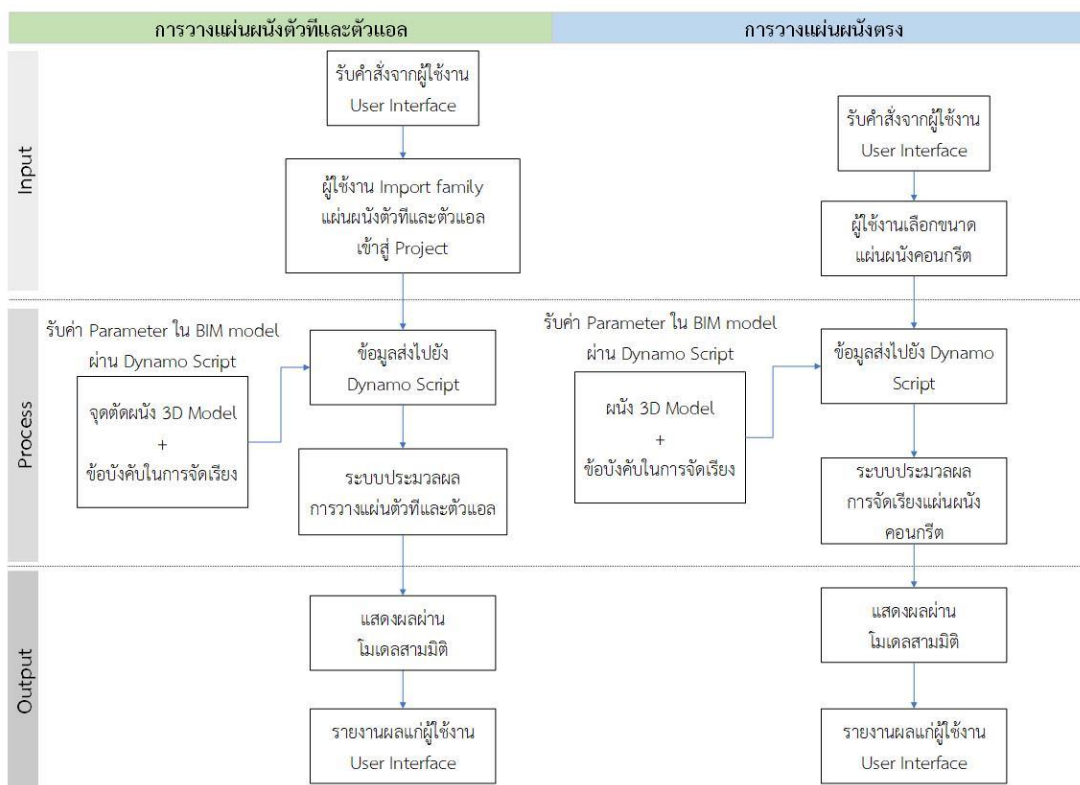 การวางแผ่นผนังตัวทีและตัวแอล
การวางแผ่นผนังตรง
Input
รับคำสั่งจากผู้ใช้งาน
User Interface
ผู้ใช้งาน Import family
แผ่นผนังตัวทีและตัวแอล
เข้าสู่ Project
รับคำสั่งจากผู้ใช้งาน
User Interface
ผู้ใช้งานเลือกขนาด
แผ่นผนังคอนกรีต
Process
รับค่า Parameter ใน BIM model
ผ่าน Dynamo Script
จุดตัดผนัง 3D Model
+
ข้อบังคับในการจัดเรียง
ข้อมูลส่งไปยัง
Dynamo Script
ระบบประมวลผล
การวางแผ่นตัวทีและตัวแอล
รับค่า Parameter ใน BIM model
ผ่าน Dynamo Script
ผนัง 3D Model
+
ข้อบังคับในการจัดเรียง
ข้อมูลส่งไปยัง Dynamo
Script
ระบบประมวลผล
การจัดเรียงแผ่นผนัง
คอนกรีต
Output
แสดงผลผ่าน
โมเดลสามมิติ
รายงานผลแก่ผู้ใช้งาน
User Interface
แสดงผลผ่าน
โมเดลสามมิติ
รายงานผลแก่ผู้ใช้งาน
User Interface